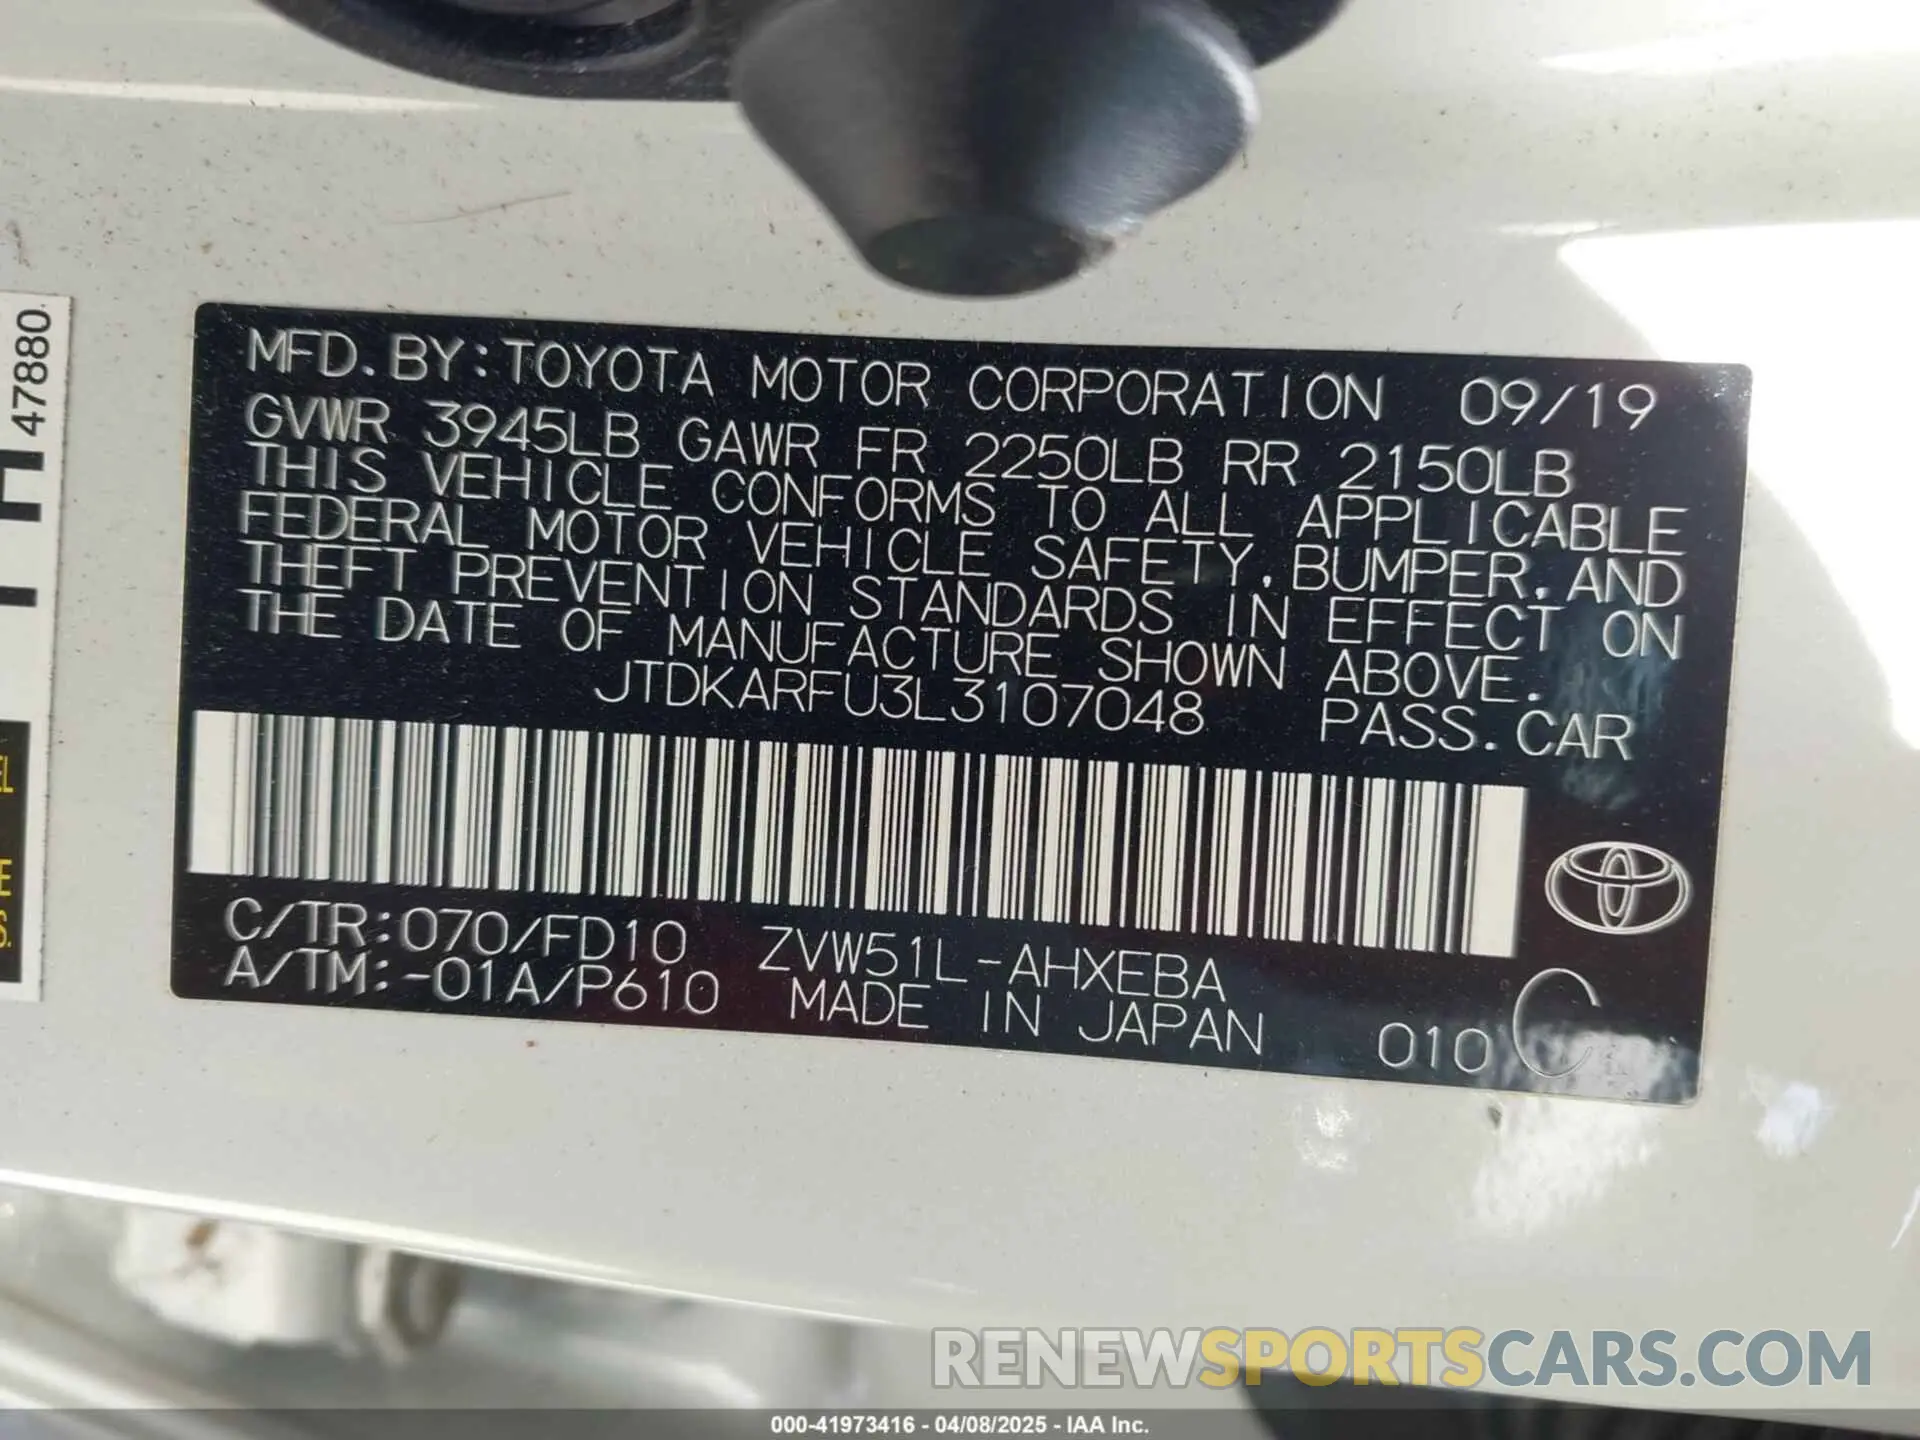 MFD. BY:TOYOTA MOTOR CORPORATION 09/19
GVWR 3945LB GAWR FR 2250LB RR 2150LB
THIS VEHICLE CONFORMS TO ALL APPLICABLE
FEDERAL MOTOR VEHICLE SAFETY, BUMPER, AND
THEFT PREVENTION STANDARDS IN EFFECT ON
THE DATE OF MANUFACTURE SHOWN ABOVE.
JTDKARFU3L3107048 PASS. CAR
C/TR:070/FD10 ZVW51L-AHXEBA
A/TM:-01A/P610 MADE IN JAPAN 010 C
47880
RENEWSPORTSCARS.COM
000-41973416 - 04/08/2025 - IAA Inc.